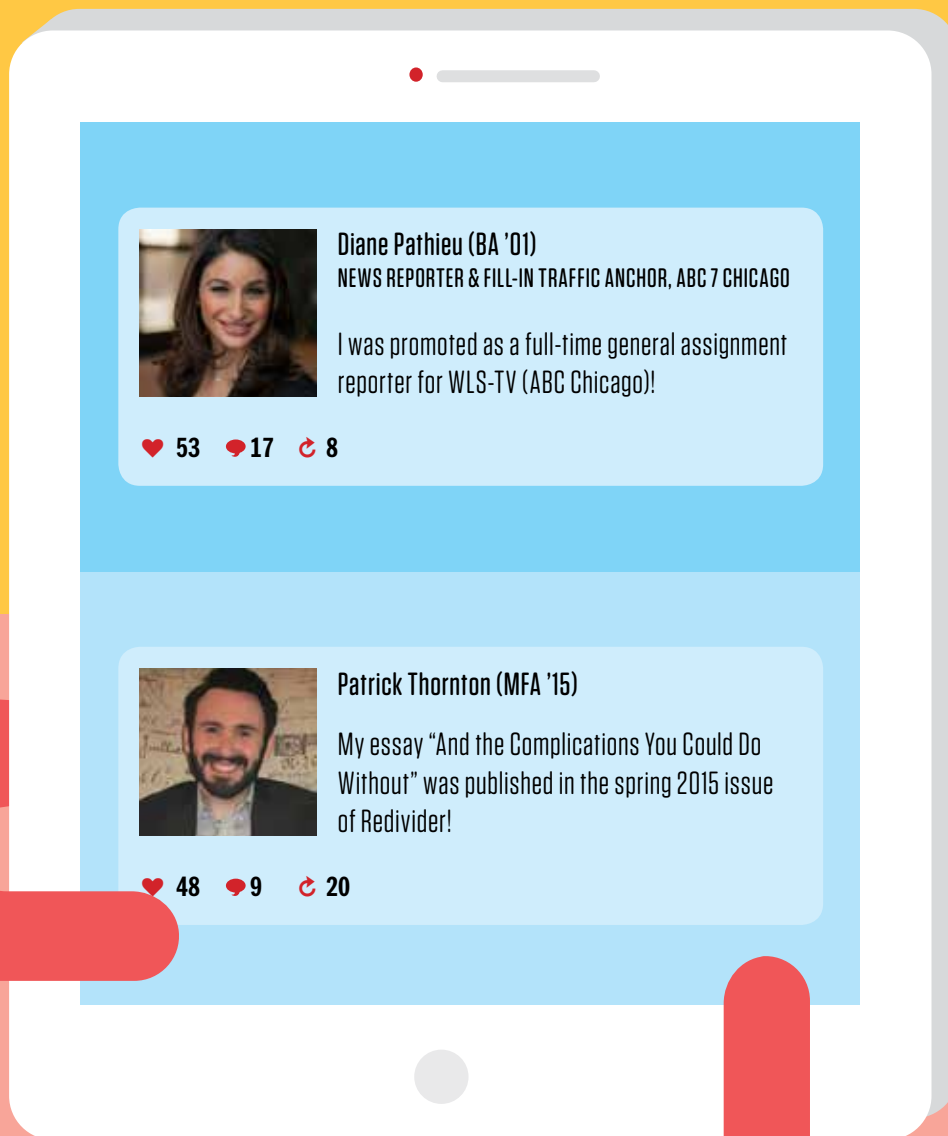 Diane Pathieu (BA ’01)
NEWS REPORTER & FILL-IN TRAFFIC ANCHOR, ABC 7 CHICAGO
I was promoted as a full-time general assignment
reporter for WLS-TV (ABC Chicago)!
53 17 8
Patrick Thornton (MFA ’15)
My essay “And the Complications You Could Do
Without” was published in the spring 2015 issue
of Redivider!
48 9 20